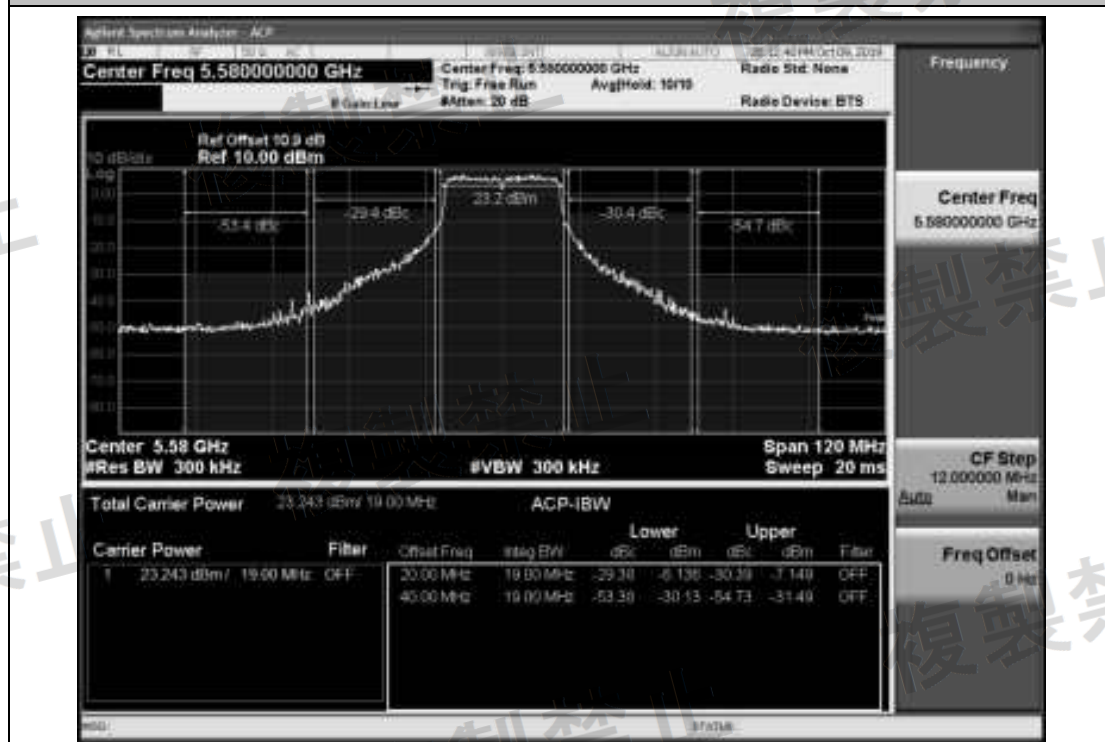 Agilent Spectrum Analyzer - ACP
Center Freq 5.580000000 GHz
Center Freq: 5.580000000 GHz
Radio Std: None
Trig: Free Run
Avg|Hold: 10/10
#Atten: 20 dB
Radio Device: BTS
Frequency
Ref Offset 10.9 dB
10 dB/div
Ref 10.00 dBm
Log
23.2 dBm
-53.4 dBc
-29.4 dBc
-30.4 dBc
-54.7 dBc
Center Freq
5.580000000 GHz
Center 5.58 GHz
Span 120 MHz
#Res BW 300 kHz
#VBW 300 kHz
Sweep 20 ms
CF Step
12.000000 MHz
Auto Man
Total Carrier Power 23.243 dBm/ 19.00 MHz
ACP-IBW
Lower Upper
Carrier Power Filter
Offset Freq Integ BW dBc dBm dBc dBm Filter
1 23.243 dBm / 19.00 MHz OFF
20.00 MHz 19.00 MHz -29.38 -6.136 -30.39 -7.149 OFF
40.00 MHz 19.00 MHz -53.38 -30.13 -54.73 -31.49 OFF
Freq Offset
0 Hz
MSG
STATUS
複製禁止